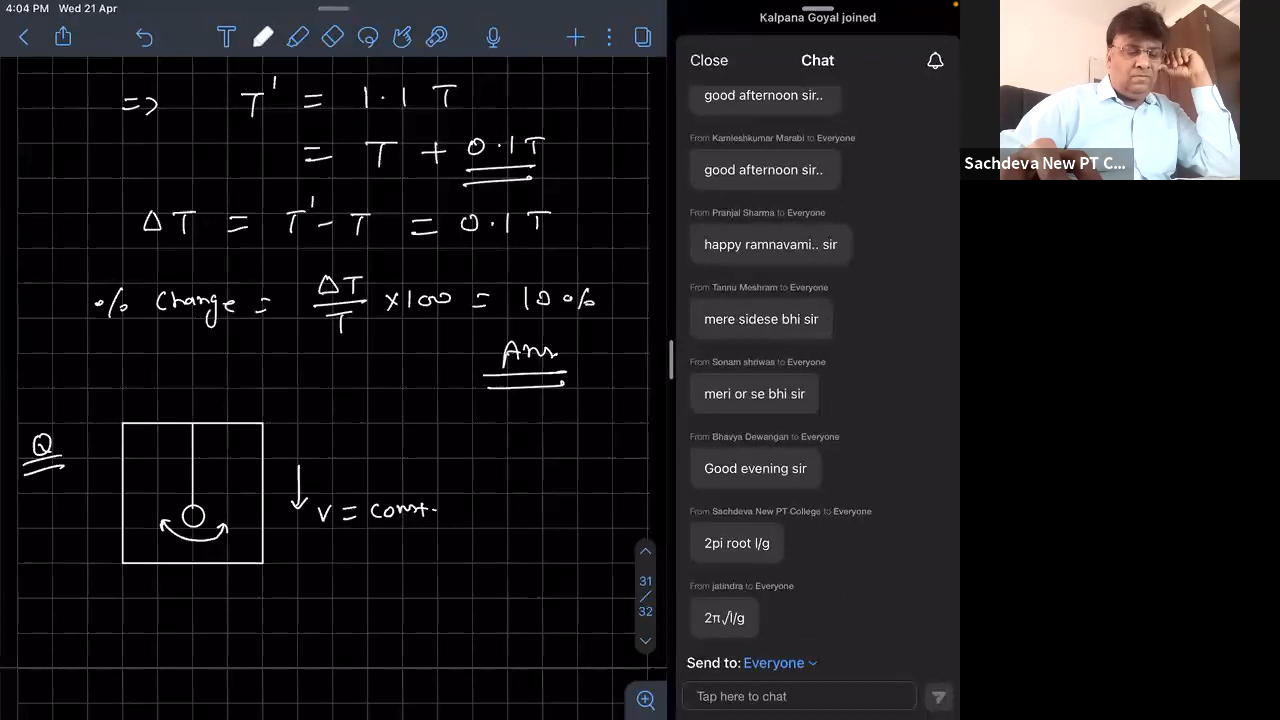 4:04 PM Wed 21 Apr
=> T' = 1.1 T
= T + 0.1T
ΔT = T' - T = 0.1T
% Change = ΔT/T ×100 = 10%
Ans
Q
v = const.
31
/
32
Kalpana Goyal joined
Close Chat
good afternoon sir..
From Kamleshkumar Marabi to Everyone
good afternoon sir..
From Pranjal Sharma to Everyone
happy ramnavami.. sir
From Tannu Meshram to Everyone
mere sidese bhi sir
From Sonam shriwas to Everyone
meri or se bhi sir
From Bhavya Dewangan to Everyone
Good evening sir
From Sachdeva New PT College to Everyone
2pi root l/g
From jatindra to Everyone
2π√l/g
Send to: Everyone
Tap here to chat
Sachdeva New PT C...